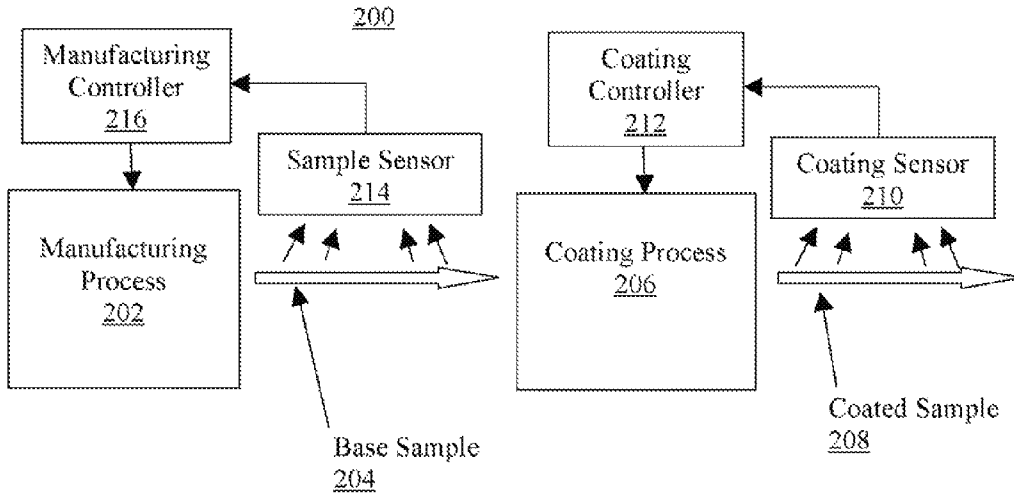 200
Manufacturing
Controller
216
Coating
Controller
212
Sample Sensor
214
Coating Sensor
210
Manufacturing
Process
202
Coating Process
206
Base Sample
204
Coated Sample
208